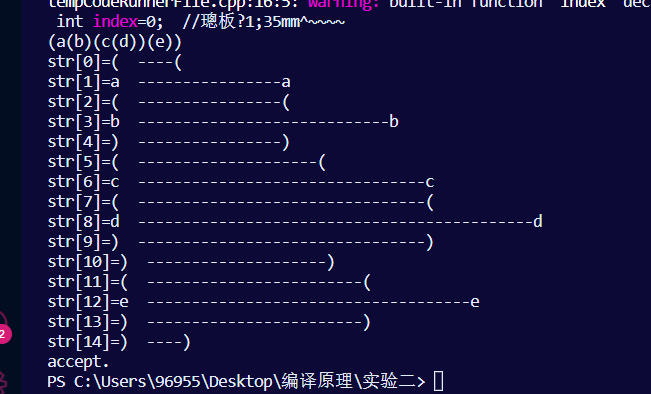 tempCodeRunnerFile.cpp:16:5: warning: built-in function 'index' dec
int index=0;  //璁板?1;35mm^~~~~
(a(b)(c(d))(e))
str[0]=(  ----(
str[1]=a  ----------------a
str[2]=(  ----------------(
str[3]=b  ----------------------------b
str[4]=)  ----------------)
str[5]=(  --------------------(
str[6]=c  --------------------------------c
str[7]=(  --------------------------------(
str[8]=d  --------------------------------------------d
str[9]=)  --------------------------------)
str[10]=)  --------------------)
str[11]=(  ------------------------(
str[12]=e  ------------------------------------e
str[13]=)  ------------------------)
str[14]=)  ----)
accept.
PS C:\Users\96955\Desktop\编译原理\实验二>
2